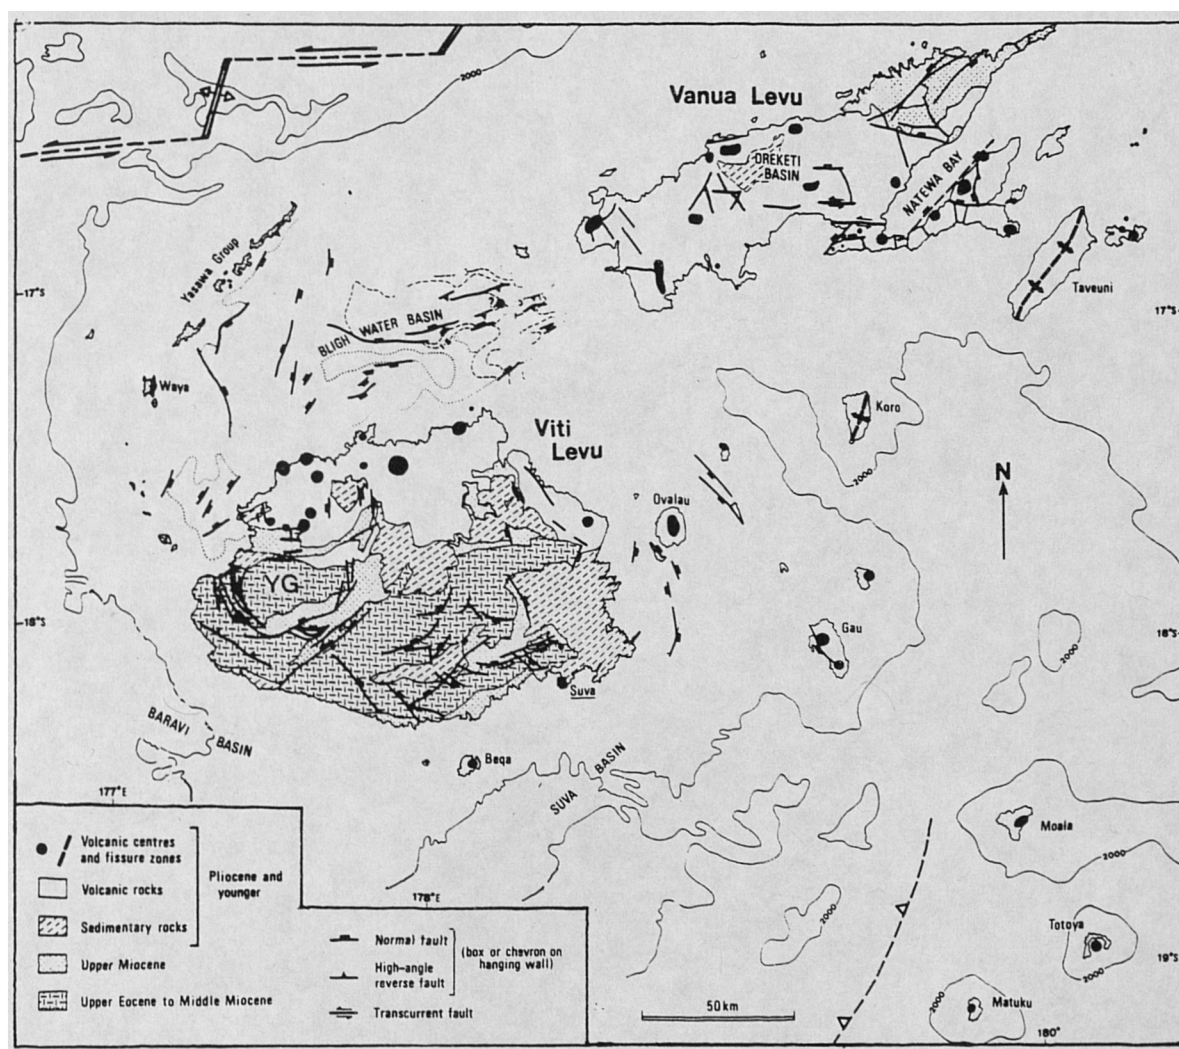 2000
Vanua Levu
DREKETI
BASIN
NATEWA BAY
Yasawa Group
Taveuni
17°S
17°S
BLIGH WATER BASIN
Waya
Koro
Viti
Levu
2000
N
Ovalau
YG
18°S
Gau
18°S
2000
Suva
BARAVI
BASIN
Beqa
SUVA BASIN
177°E
Moala
2000
178°E
2000
Totoya
19°S
2000
2000
Matuku
180°
50 km
Volcanic centres
and fissure zones
Volcanic rocks
Pliocene and
younger
Sedimentary rocks
Upper Miocene
Upper Eocene to Middle Miocene
Normal fault
High-angle
reverse fault
(box or chevron on
hanging wall)
Transcurrent fault